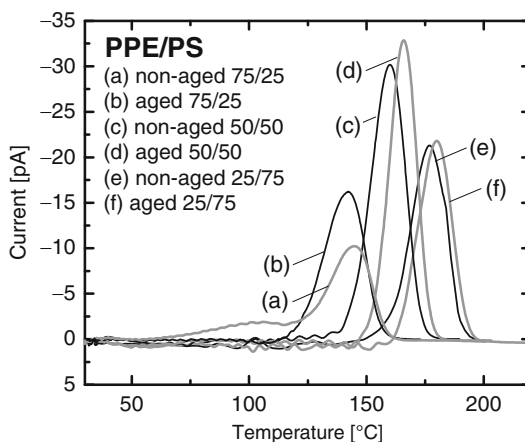 PPE/PS
(a) non-aged 75/25
(b) aged 75/25
(c) non-aged 50/50
(d) aged 50/50
(e) non-aged 25/75
(f) aged 25/75
(d)
(c)
(e)
(f)
(b)
(a)
Current [pA]
−35
−30
−25
−20
−15
−10
−5
0
5
50
100
150
200
Temperature [°C]